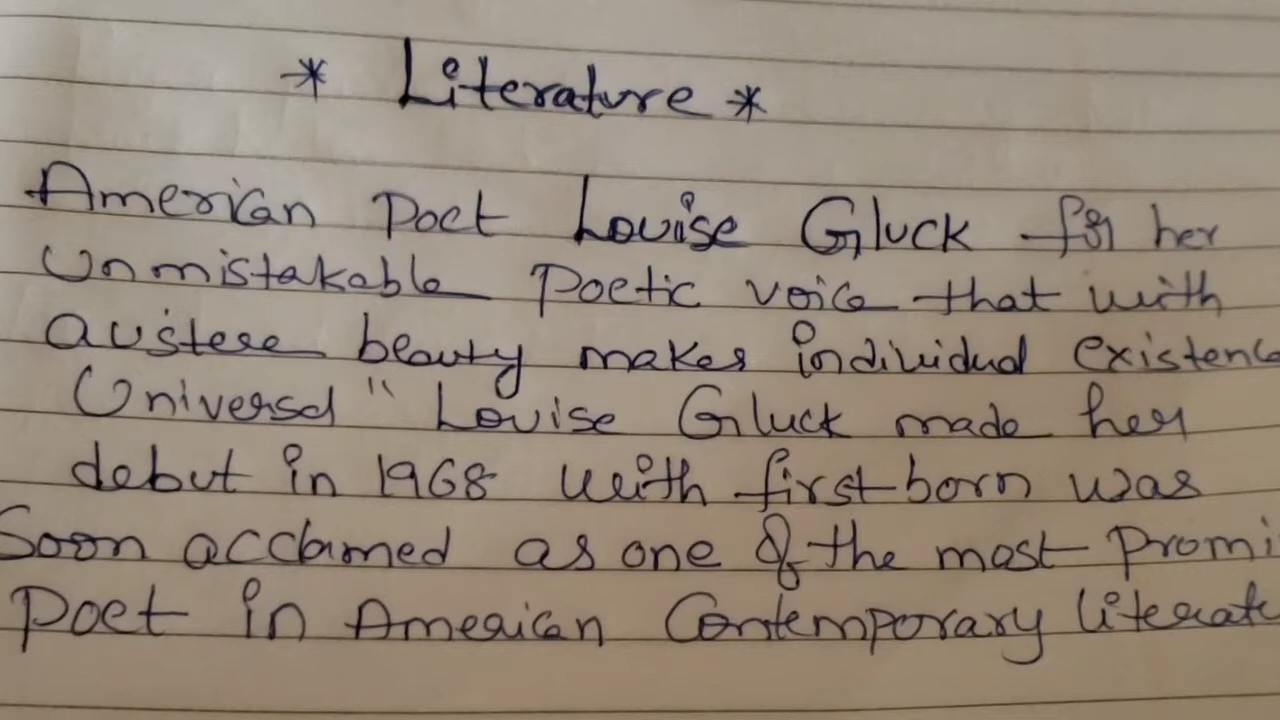 * Literature *
American Poet Louise Gluck for her
Unmistakable Poetic voice that with
austere beauty makes individual existence
Universal" Louise Gluck made her
debut in 1968 with first born was
Soon acclaimed as one of the most Promi
Poet in American Contemporary literat